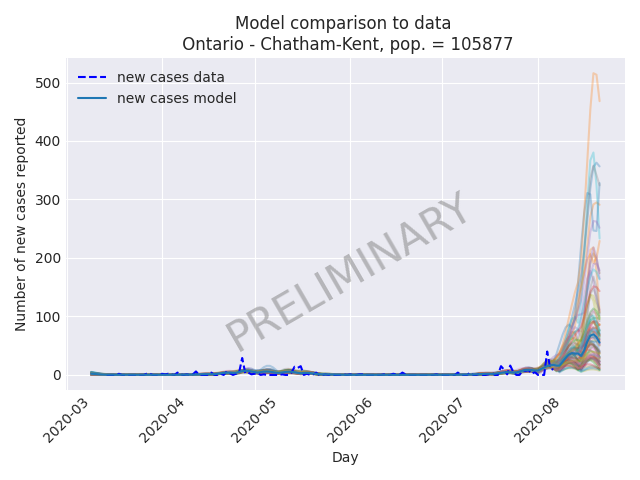 Model comparison to data
Ontario - Chatham-Kent, pop. = 105877
new cases data
new cases model
PRELIMINARY
Number of new cases reported
500
400
300
200
100
0
2020-03
2020-04
2020-05
2020-06
2020-07
2020-08
Day